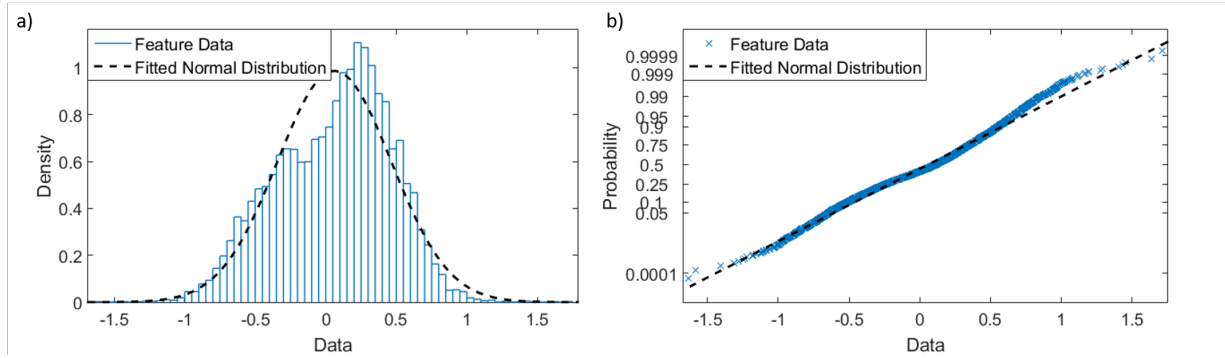 a)
Feature Data
Fitted Normal Distribution
1
0.8
0.6
0.4
0.2
0
Density
-1.5 -1 -0.5 0 0.5 1 1.5
Data
b)
Feature Data
Fitted Normal Distribution
0.9999
0.999
0.99
0.95
0.9
0.75
0.5
0.25
0.1
0.05
0.0001
Probability
-1.5 -1 -0.5 0 0.5 1 1.5
Data